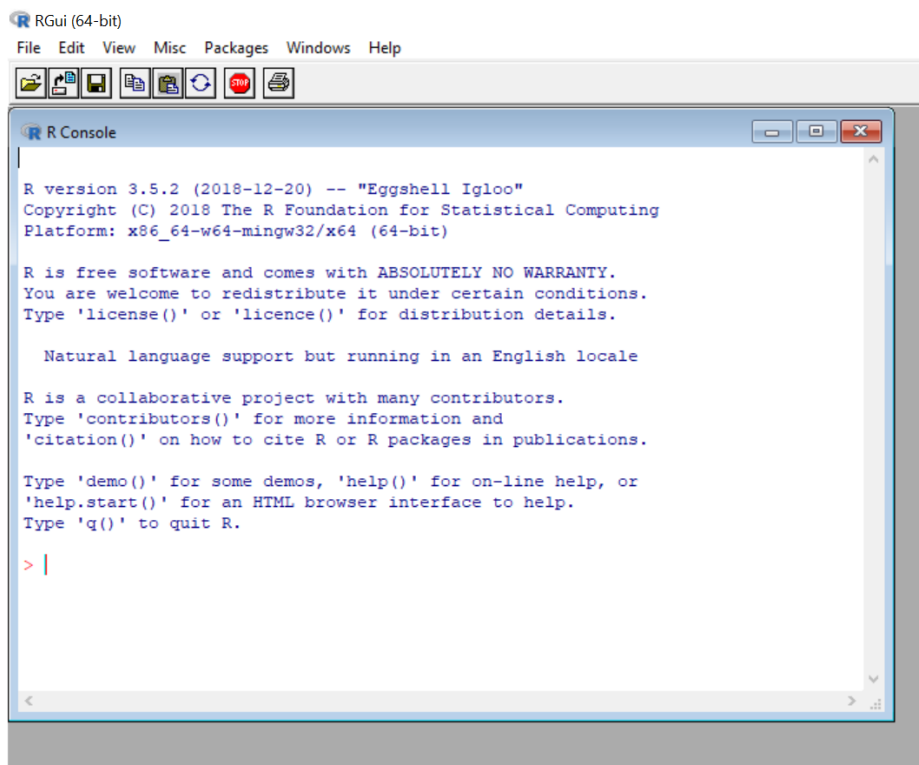 RGui (64-bit)
File Edit View Misc Packages Windows Help
STOP
R Console
R version 3.5.2 (2018-12-20) -- "Eggshell Igloo"
Copyright (C) 2018 The R Foundation for Statistical Computing
Platform: x86_64-w64-mingw32/x64 (64-bit)
R is free software and comes with ABSOLUTELY NO WARRANTY.
You are welcome to redistribute it under certain conditions.
Type 'license()' or 'licence()' for distribution details.
Natural language support but running in an English locale
R is a collaborative project with many contributors.
Type 'contributors()' for more information and
'citation()' on how to cite R or R packages in publications.
Type 'demo()' for some demos, 'help()' for on-line help, or
'help.start()' for an HTML browser interface to help.
Type 'q()' to quit R.
>